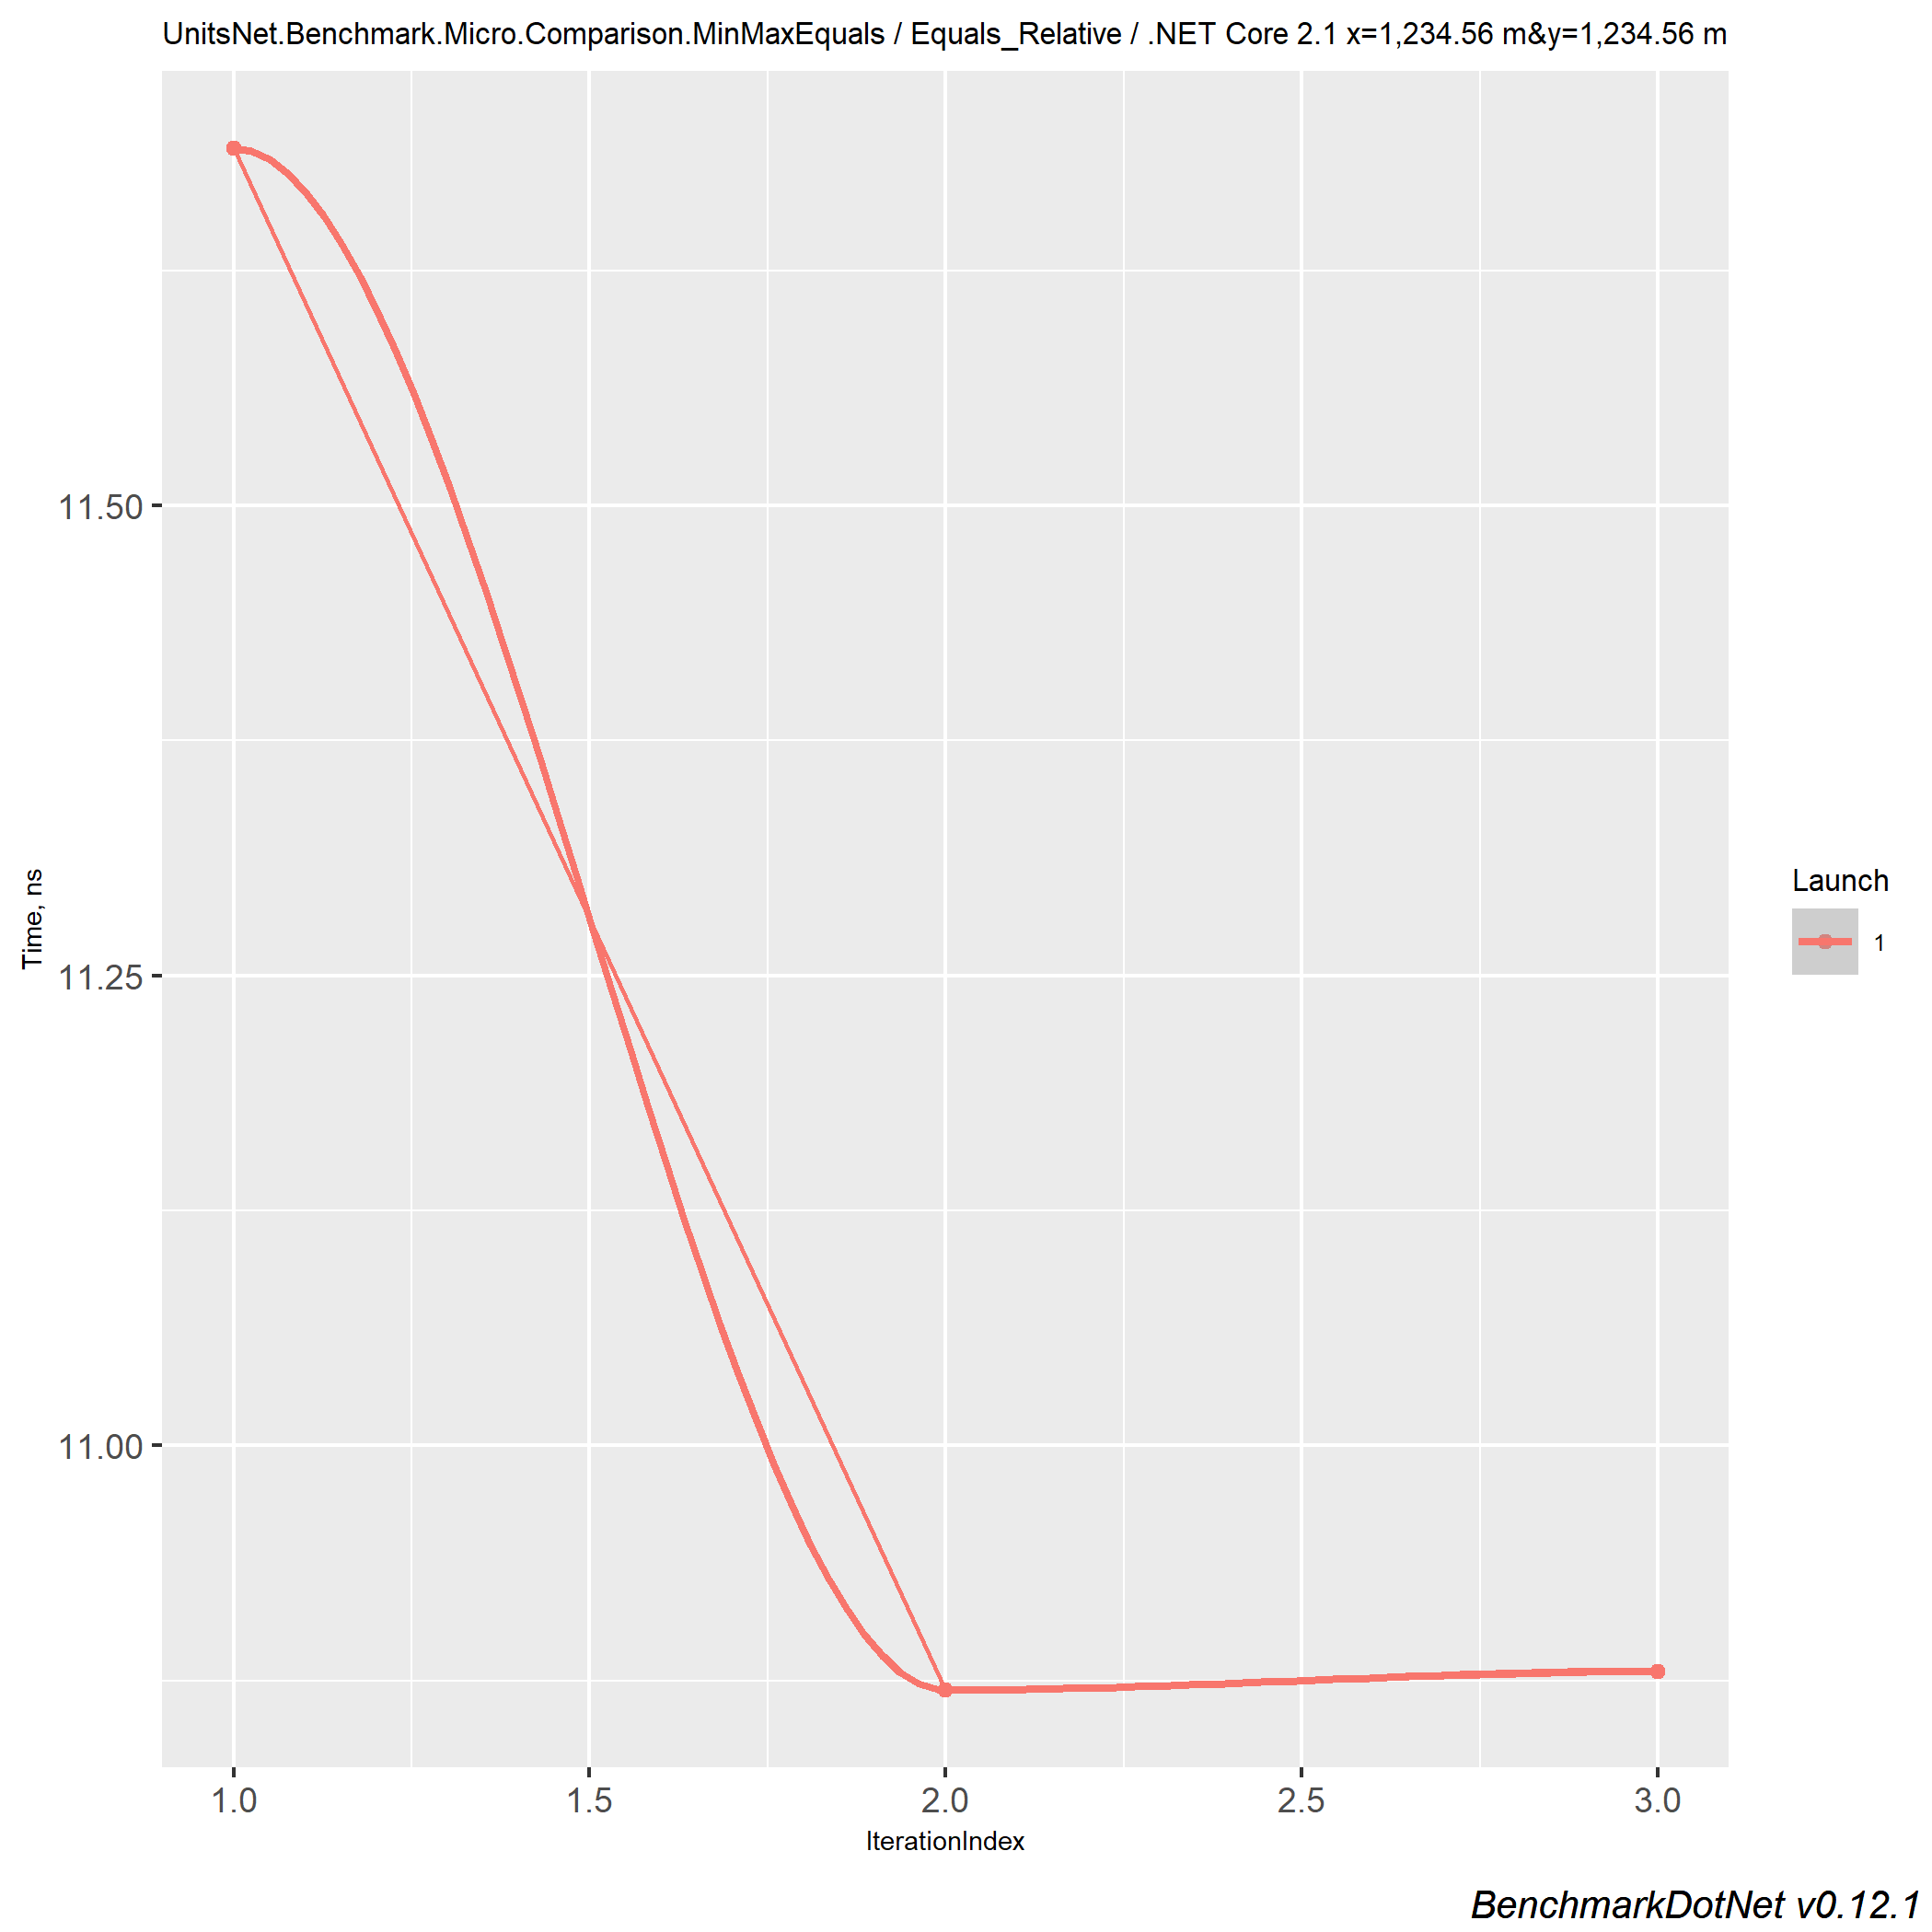 UnitsNet.Benchmark.Micro.Comparison.MinMaxEquals / Equals_Relative / .NET Core 2.1 x=1,234.56 m&y=1,234.56 m
11.50
11.25
11.00
Time, ns
1.0 1.5 2.0 2.5 3.0
IterationIndex
Launch
1
BenchmarkDotNet v0.12.1